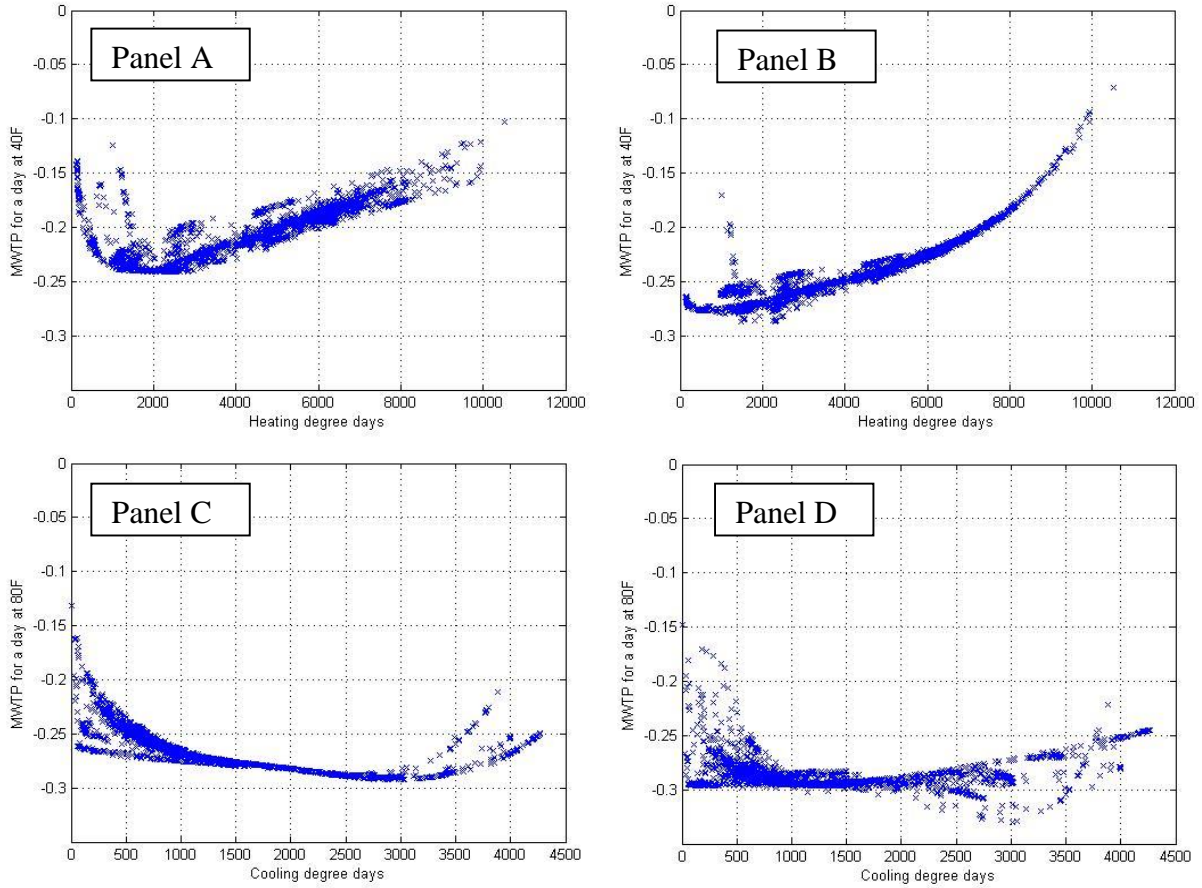 Panel A
0
-0.05
-0.1
-0.15
-0.2
-0.25
-0.3
MWTP for a day at 40F
0 2000 4000 6000 8000 10000 12000
Heating degree days
Panel B
0
-0.05
-0.1
-0.15
-0.2
-0.25
-0.3
MWTP for a day at 40F
0 2000 4000 6000 8000 10000 12000
Heating degree days
Panel C
0
-0.05
-0.1
-0.15
-0.2
-0.25
-0.3
MWTP for a day at 80F
0 500 1000 1500 2000 2500 3000 3500 4000 4500
Cooling degree days
Panel D
0
-0.05
-0.1
-0.15
-0.2
-0.25
-0.3
MWTP for a day at 80F
0 500 1000 1500 2000 2500 3000 3500 4000 4500
Cooling degree days